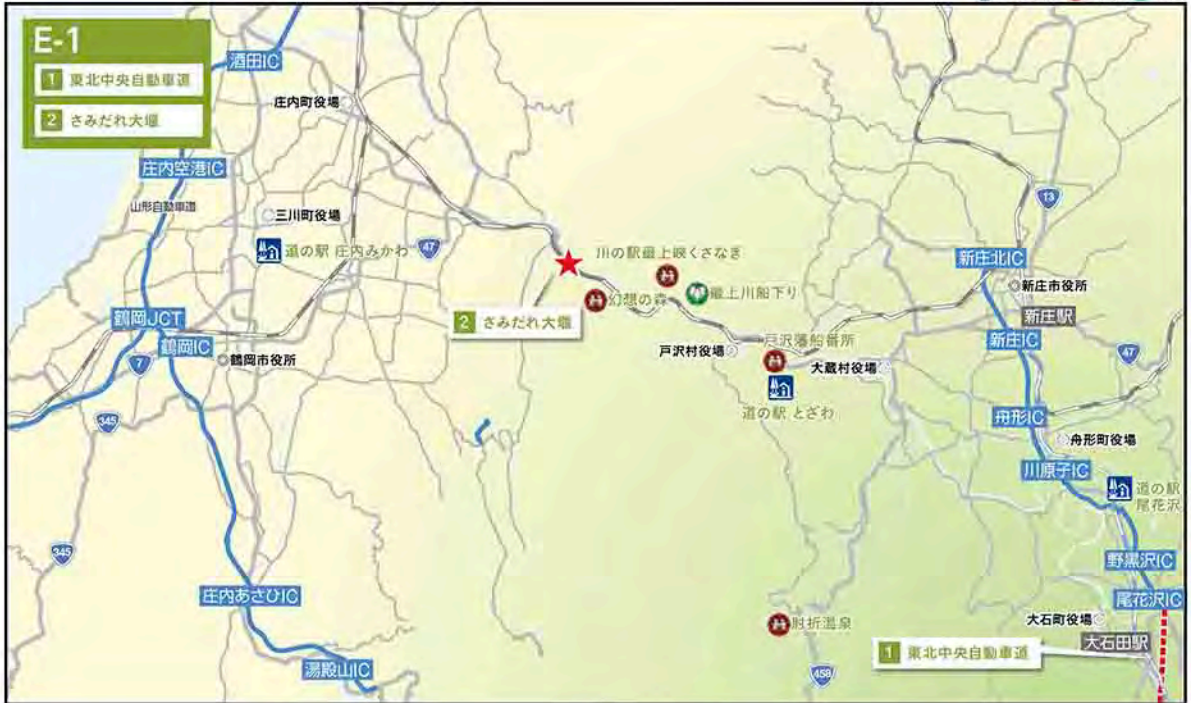 E-1
1 東北中央自動車道
2 さみだれ大堰
酒田IC
庄内町役場
庄内空港IC
山形自動車道
三川町役場
道の駅 庄内みかわ
47
13
川の駅最上峡くさなぎ
新庄北IC
新庄市役所
幻想の森
最上川船下り
鶴岡JCT
2 さみだれ大堰
新庄駅
鶴岡IC
戸沢藩船番所
新庄IC
7
鶴岡市役所
戸沢村役場
大蔵村役場
47
345
道の駅 とざわ
舟形IC
舟形町役場
川原子IC
道の駅
尾花沢
345
野黒沢IC
庄内あさひIC
尾花沢IC
肘折温泉
大石町役場
大石田駅
1 東北中央自動車道
湯殿山IC
458